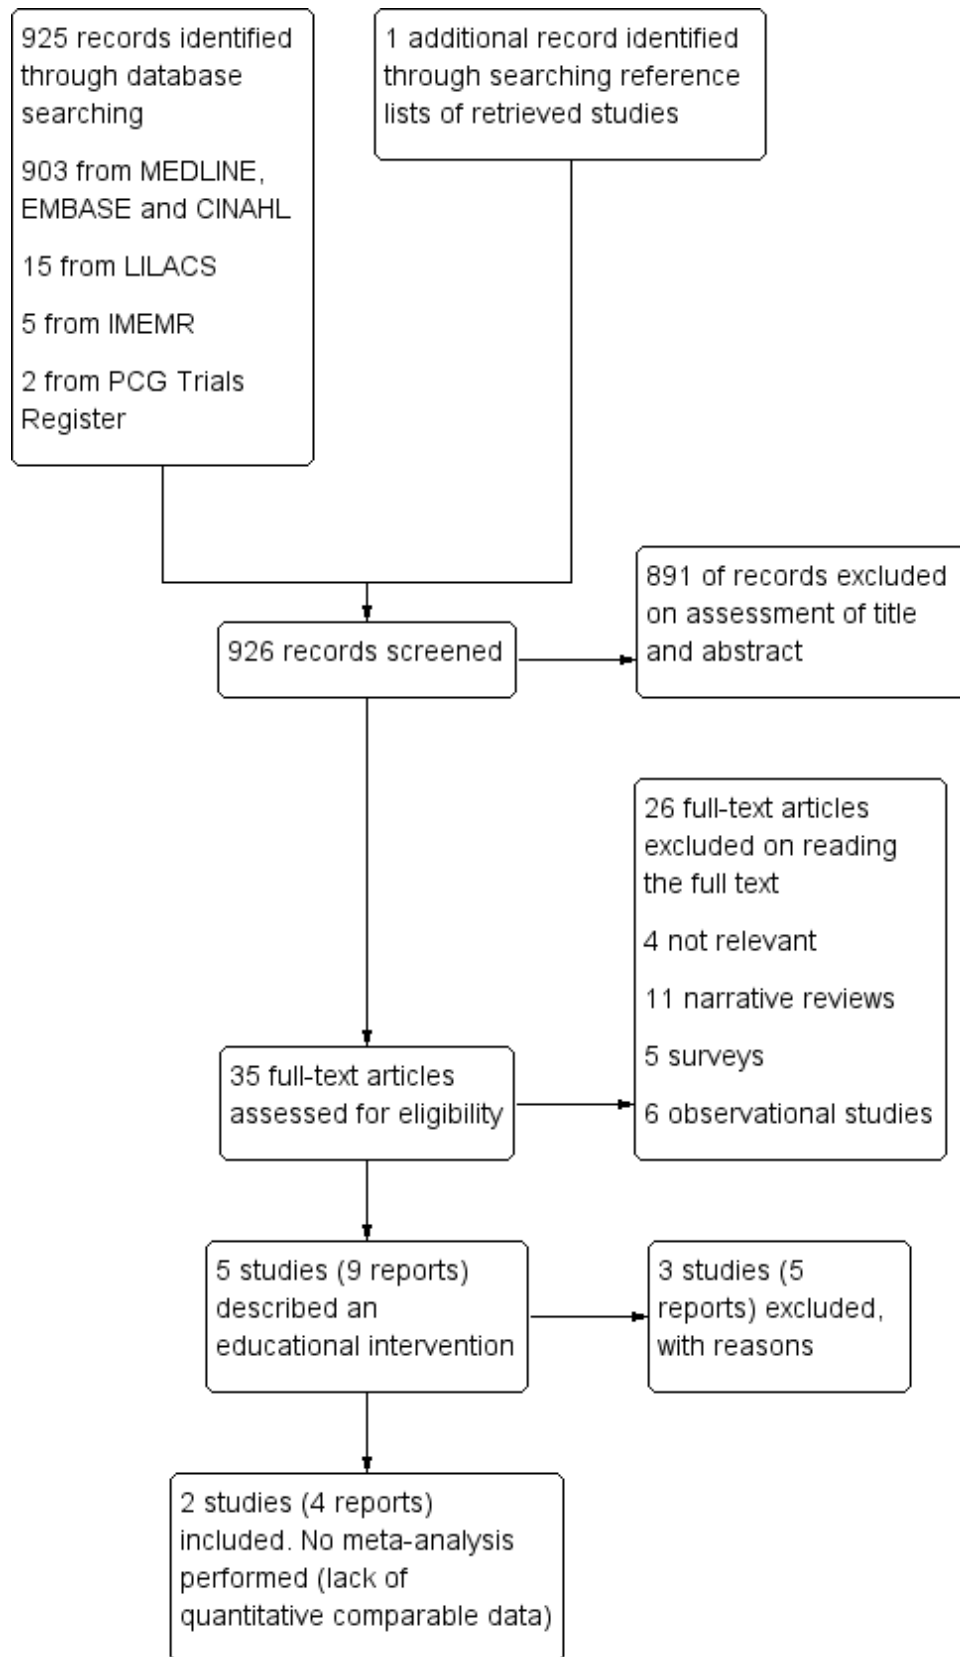 925 records identified
through database
searching
903 from MEDLINE,
EMBASE and CINAHL
15 from LILACS
5 from IMEMR
2 from PCG Trials
Register
1 additional record identified
through searching reference
lists of retrieved studies
926 records screened
891 of records excluded
on assessment of title
and abstract
26 full-text articles
excluded on reading
the full text
4 not relevant
11 narrative reviews
5 surveys
6 observational studies
35 full-text articles
assessed for eligibility
5 studies (9 reports)
described an
educational intervention
3 studies (5
reports) excluded,
with reasons
2 studies (4 reports)
included. No meta-analysis
performed (lack of
quantitative comparable data)